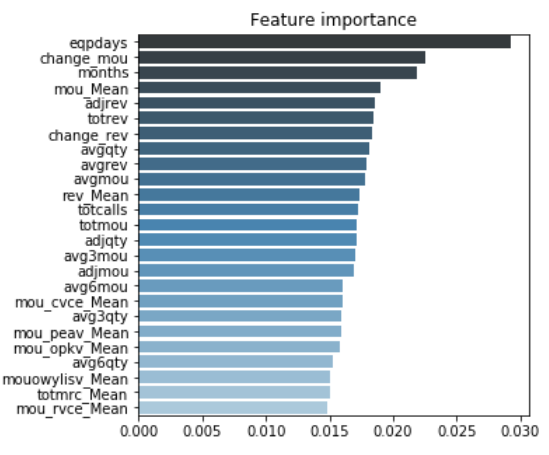 Feature importance
eqpdays
change_mou
months
mou_Mean
adjrev
totrev
change_rev
avgqty
avgrev
avgmou
rev_Mean
totcalls
totmou
adjqty
avg3mou
adjmou
avg6mou
mou_cvce_Mean
avg3qty
mou_peav_Mean
mou_opkv_Mean
avg6qty
mouowylisv_Mean
totmrc_Mean
mou_rvce_Mean
0.000 0.005 0.010 0.015 0.020 0.025 0.030